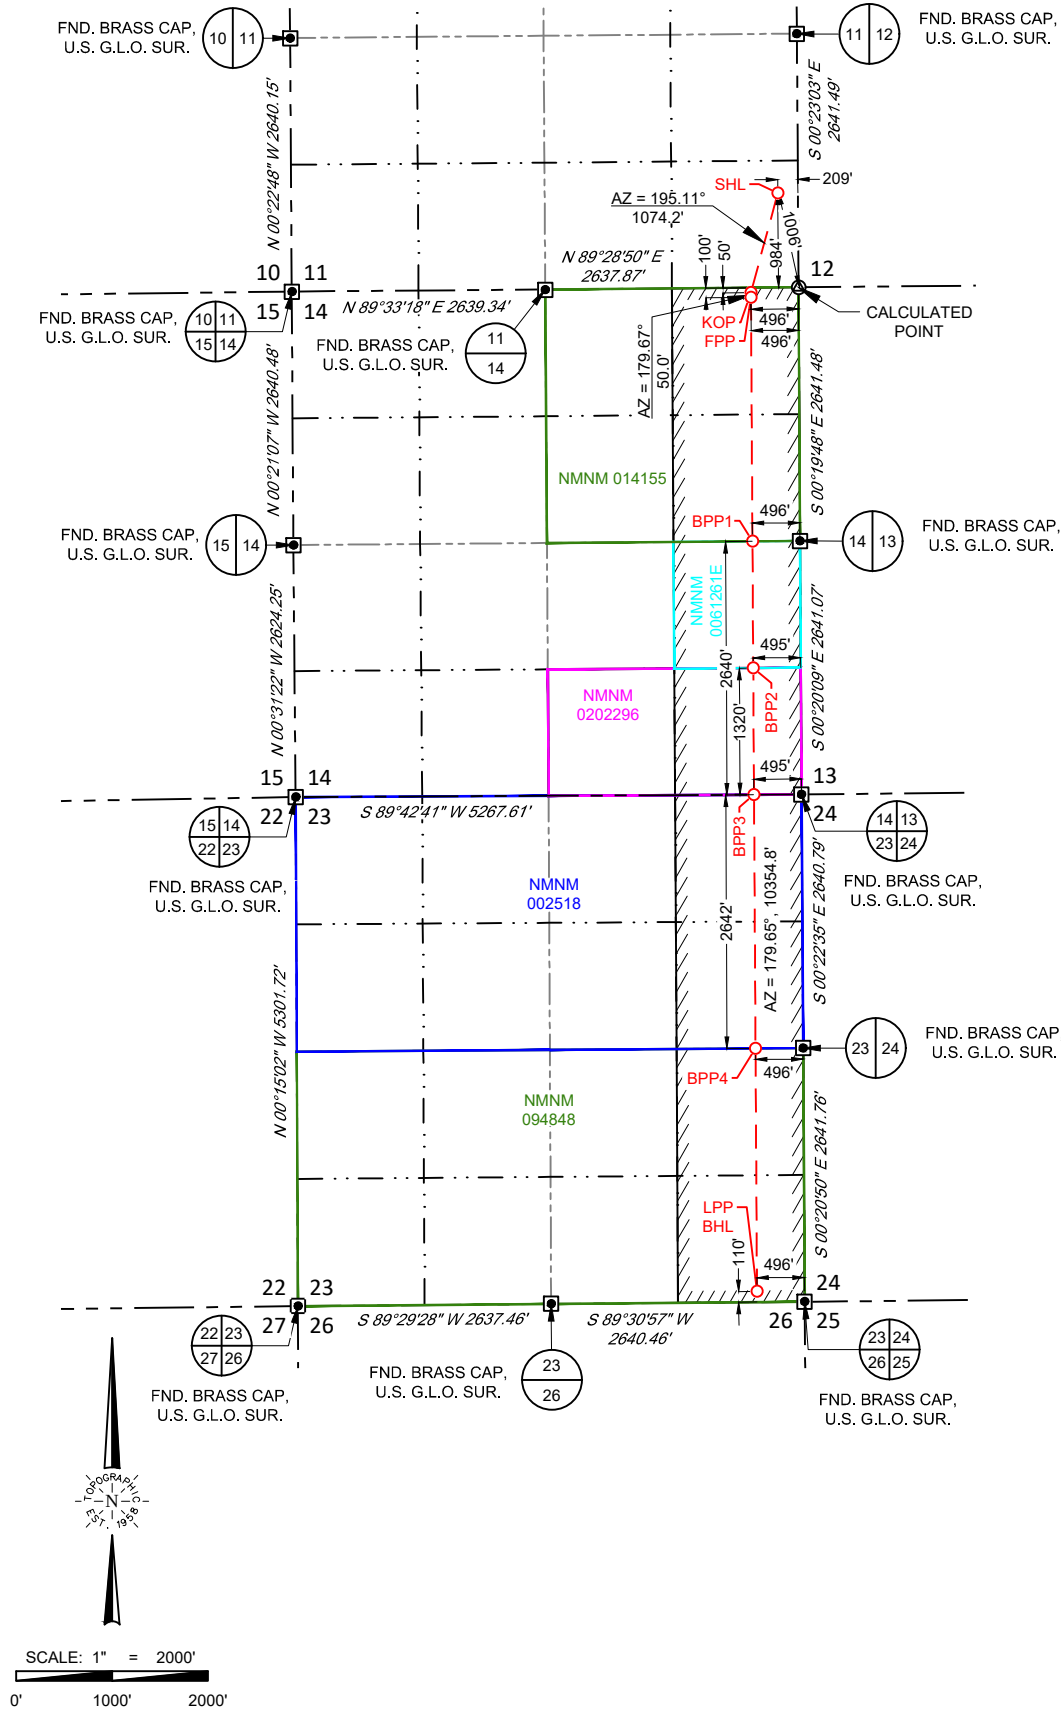 FND. BRASS CAP,
U.S. G.L.O. SUR.
10 11
11 12
FND. BRASS CAP,
U.S. G.L.O. SUR.
N 00°22'48" W 2640.15'
S 00°23'03" E
2641.49'
SHL
209'
AZ = 195.11°
1074.2'
1006'
984'
100'
50'
N 89°28'50" E
2637.87'
10 11
15 14
12
N 89°33'18" E 2639.34'
FND. BRASS CAP,
U.S. G.L.O. SUR.
10 11
15 14
FND. BRASS CAP,
U.S. G.L.O. SUR.
11
14
KOP
FPP
496'
496'
CALCULATED
POINT
AZ = 179.67°
50.0'
N 00°21'07" W 2640.48'
S 00°19'48" E 2641.48'
NMNM 014155
BPP1
496'
FND. BRASS CAP,
U.S. G.L.O. SUR.
15 14
14 13
FND. BRASS CAP,
U.S. G.L.O. SUR.
NMNM
0061261E
N 00°31'22" W 2624.25'
2640'
495'
S 00°20'09" E 2641.07'
NMNM
0202296
1320'
BPP2
495'
15 14
22 23
13
24
S 89°42'41" W 5267.61'
15 14
22 23
BPP3
14 13
23 24
FND. BRASS CAP,
U.S. G.L.O. SUR.
NMNM
002518
FND. BRASS CAP,
U.S. G.L.O. SUR.
2642'
AZ = 179.65°, 10354.8'
S 00°22'35" E 2640.79'
N 00°15'02" W 5301.72'
23 24
FND. BRASS CAP
U.S. G.L.O. SUR.
BPP4
496'
NMNM
094848
S 00°20'50" E 2641.76'
LPP
BHL
110'
496'
22 23
27 26
24
26 25
S 89°29'28" W 2637.46'
S 89°30'57" W
2640.46'
22 23
27 26
FND. BRASS CAP,
U.S. G.L.O. SUR.
FND. BRASS CAP,
U.S. G.L.O. SUR.
23
26
23 24
26 25
FND. BRASS CAP,
U.S. G.L.O. SUR.
TOPOGRAPHIC
N
EST. 1958
SCALE: 1" = 2000'
0' 1000' 2000'